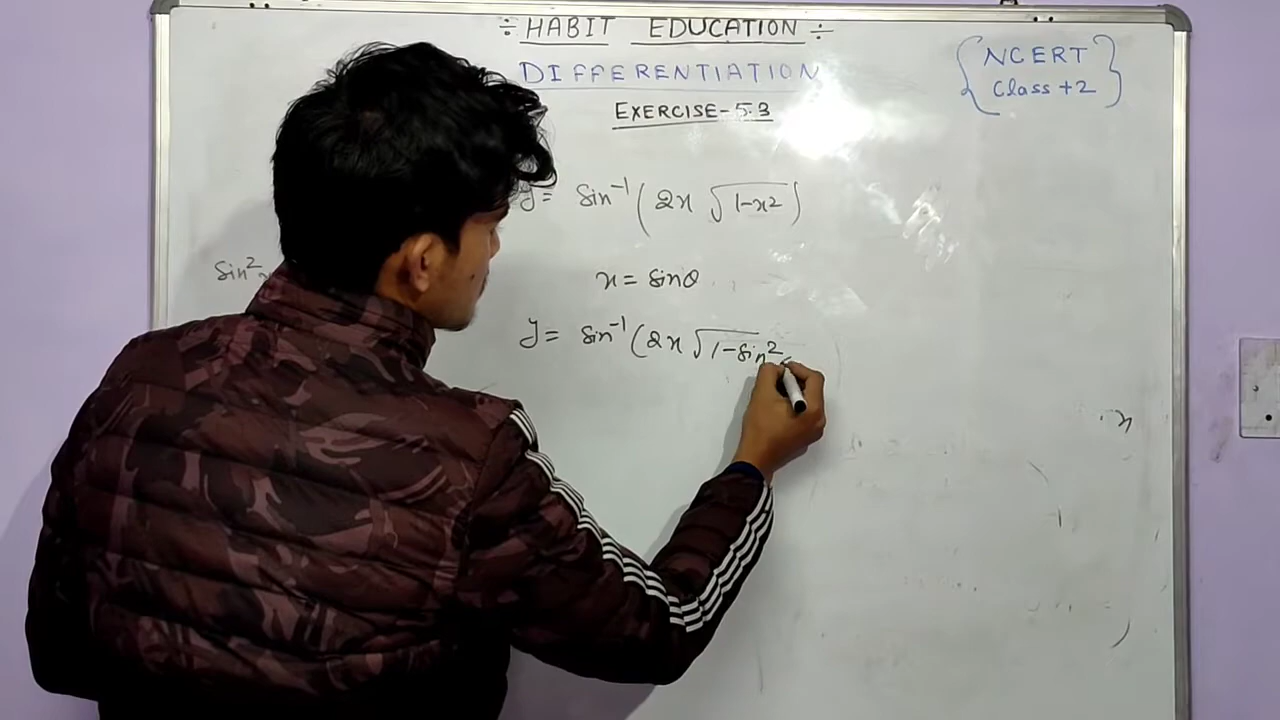 ÷ HABIT EDUCATION ÷
DIFFERENTIATION
EXERCISE-5.3
{NCERT
Class +2}
y = sin⁻¹(2x √1-x²)
sin²
x = sinθ
y = sin⁻¹(2x √1-sin²
x